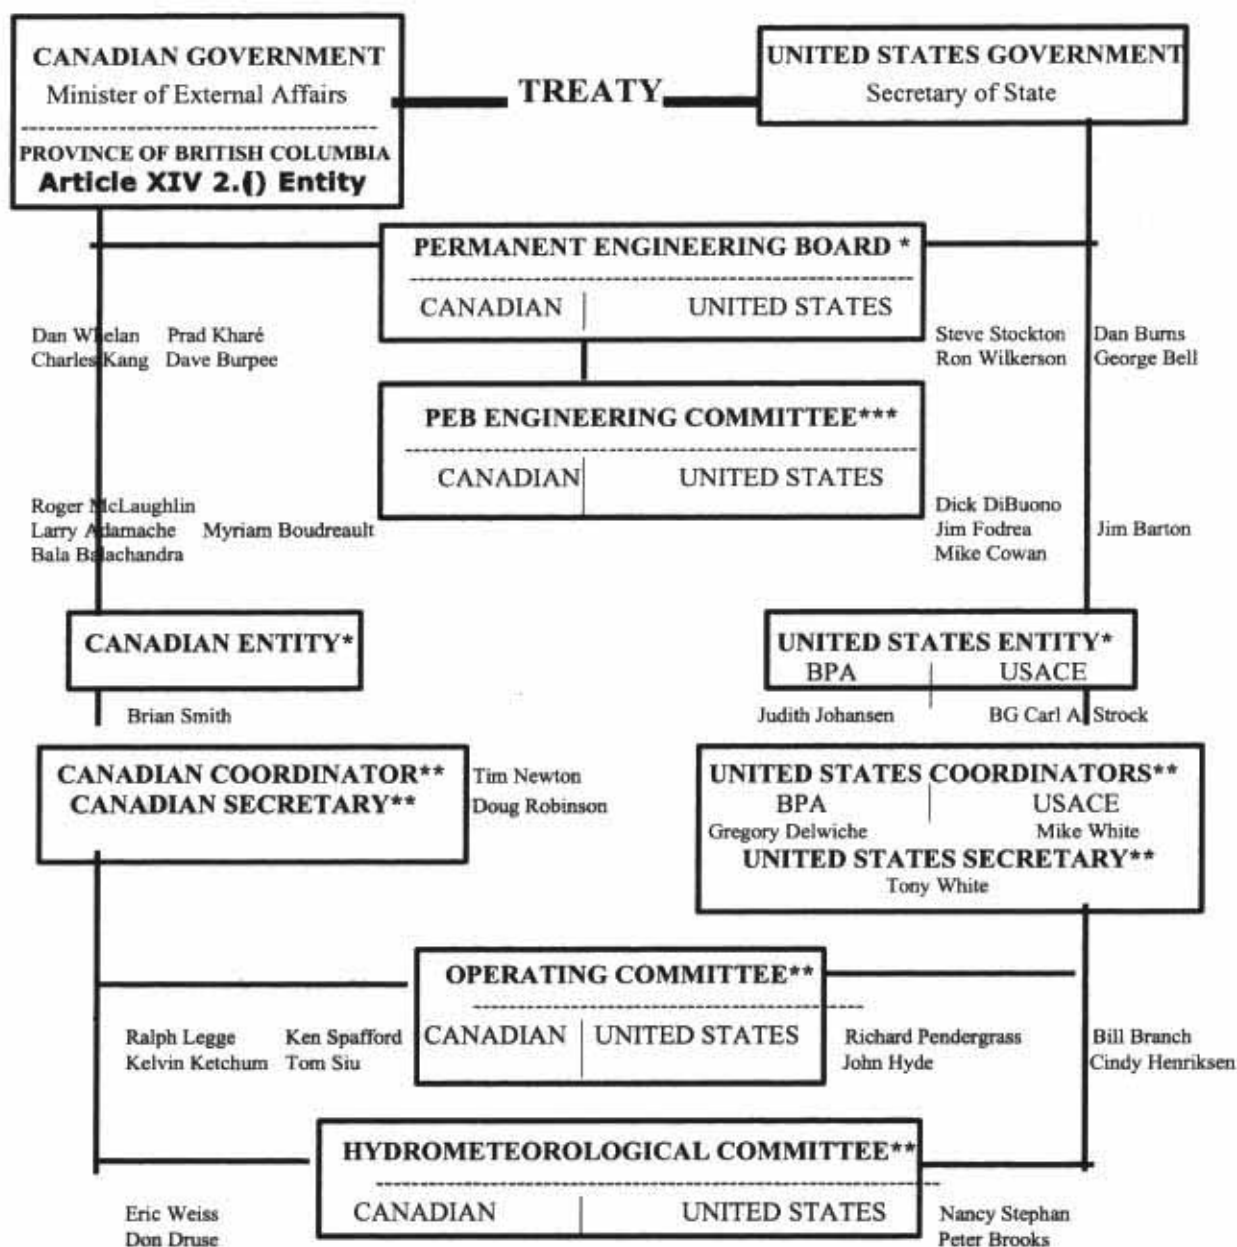 CANADIAN GOVERNMENT
Minister of External Affairs
PROVINCE OF BRITISH COLUMBIA
Article XIV 2.() Entity
TREATY
UNITED STATES GOVERNMENT
Secretary of State
PERMANENT ENGINEERING BOARD *
CANADIAN UNITED STATES
Dan Whelan Prad Kharé
Charles Kang Dave Burpee
Steve Stockton Dan Burns
Ron Wilkerson George Bell
PEB ENGINEERING COMMITTEE***
CANADIAN UNITED STATES
Roger McLaughlin
Larry Adamache Myriam Boudreault
Bala Balachandra
Dick DiBuono
Jim Fodrea Jim Barton
Mike Cowan
CANADIAN ENTITY*
Brian Smith
UNITED STATES ENTITY*
BPA USACE
Judith Johansen BG Carl A. Strock
CANADIAN COORDINATOR** Tim Newton
CANADIAN SECRETARY** Doug Robinson
UNITED STATES COORDINATORS**
BPA USACE
Gregory Delwiche Mike White
UNITED STATES SECRETARY**
Tony White
OPERATING COMMITTEE**
CANADIAN UNITED STATES
Ralph Legge Ken Spafford
Kelvin Ketchum Tom Siu
Richard Pendergrass Bill Branch
John Hyde Cindy Henriksen
HYDROMETEOROLOGICAL COMMITTEE**
CANADIAN UNITED STATES
Eric Weiss
Don Druse
Nancy Stephan
Peter Brooks